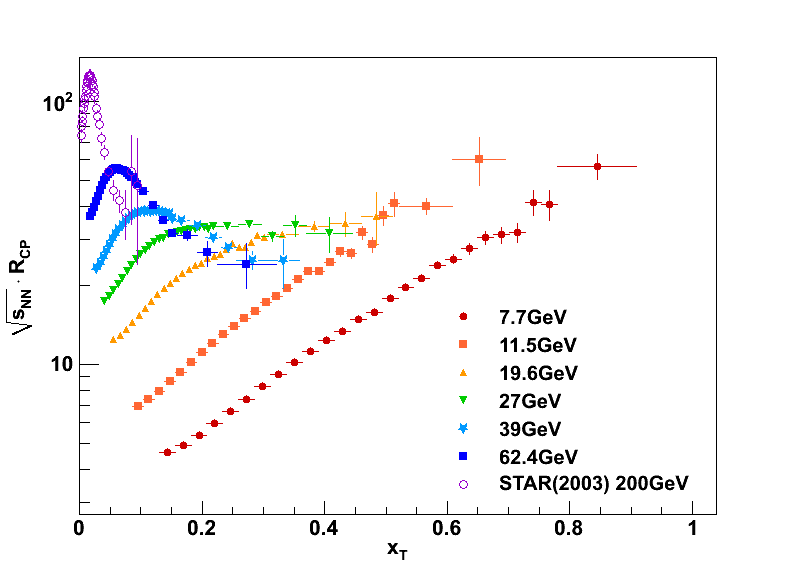 10²
10
√s_NN · R_CP
7.7GeV
11.5GeV
19.6GeV
27GeV
39GeV
62.4GeV
STAR(2003) 200GeV
0 0.2 0.4 0.6 0.8 1
x_T